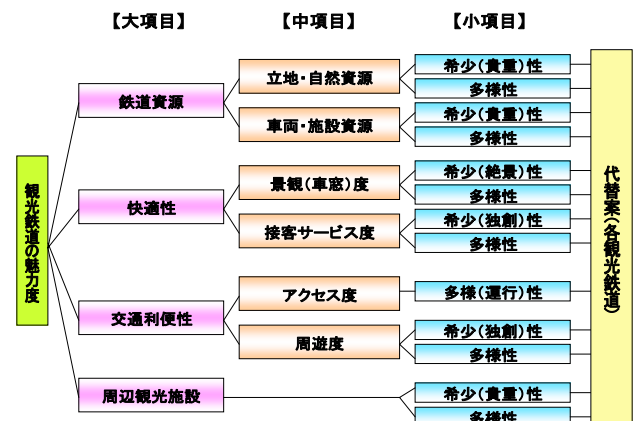 【大項目】 【中項目】 【小項目】
観光鉄道の魅力度
鉄道資源
立地・自然資源
希少(貴重)性
多様性
車両・施設資源
希少(貴重)性
多様性
快適性
景観(車窓)度
希少(絶景)性
多様性
接客サービス度
希少(独創)性
多様性
交通利便性
アクセス度
多様(運行)性
周遊度
希少(独創)性
多様性
周辺観光施設
希少(貴重)性
多様性
代替案(各観光鉄道)